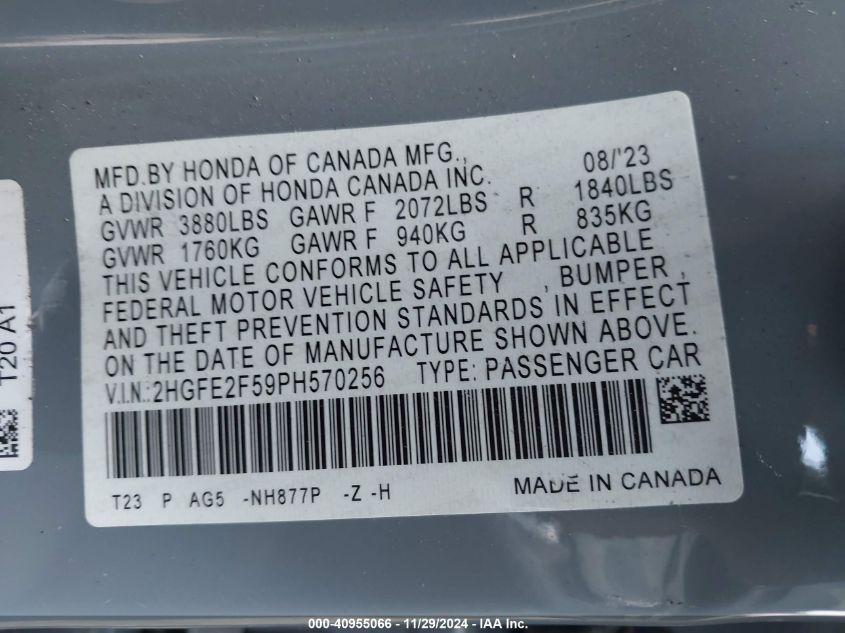 MFD.BY HONDA OF CANADA MFG., 08/'23
A DIVISION OF HONDA CANADA INC.
GVWR 3880LBS GAWR F 2072LBS R 1840LBS
GVWR 1760KG GAWR F 940KG R 835KG
THIS VEHICLE CONFORMS TO ALL APPLICABLE
FEDERAL MOTOR VEHICLE SAFETY , BUMPER ,
AND THEFT PREVENTION STANDARDS IN EFFECT
ON THE DATE OF MANUFACTURE SHOWN ABOVE.
V.I.N.:2HGFE2F59PH570256 TYPE: PASSENGER CAR
T23 P AG5 -NH877P -Z -H MADE IN CANADA
T20 A1
000-40955066 - 11/29/2024 - IAA Inc.